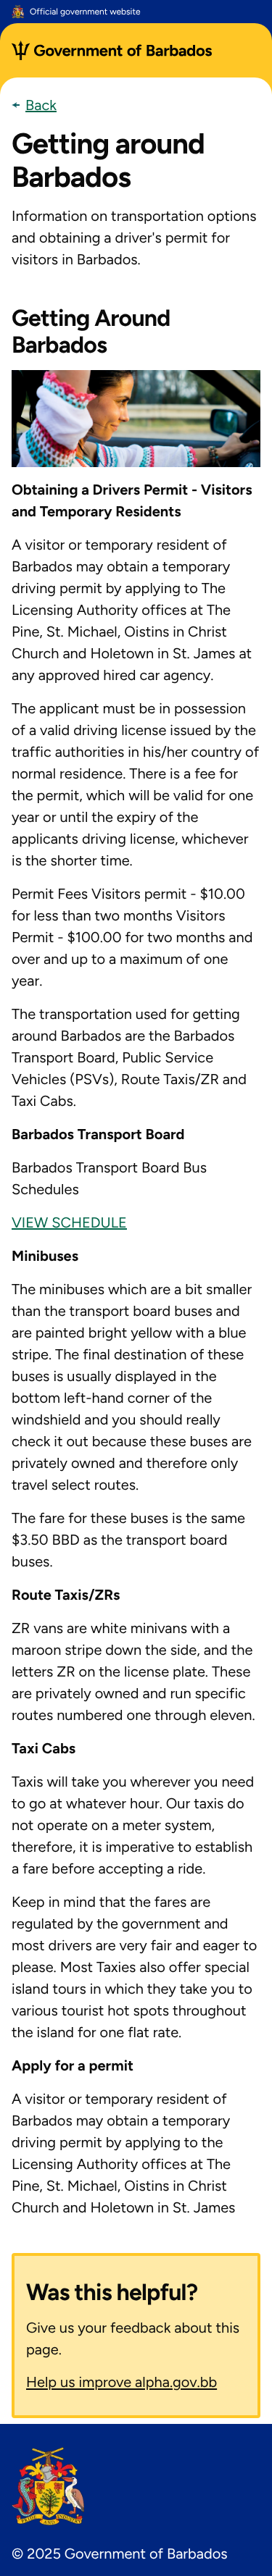 Official government website
Government of Barbados
← Back
Getting around
Barbados
Information on transportation options
and obtaining a driver's permit for
visitors in Barbados.
Getting Around
Barbados
Obtaining a Drivers Permit - Visitors
and Temporary Residents
A visitor or temporary resident of
Barbados may obtain a temporary
driving permit by applying to The
Licensing Authority offices at The
Pine, St. Michael, Oistins in Christ
Church and Holetown in St. James at
any approved hired car agency.
The applicant must be in possession
of a valid driving license issued by the
traffic authorities in his/her country of
normal residence. There is a fee for
the permit, which will be valid for one
year or until the expiry of the
applicants driving license, whichever
is the shorter time.
Permit Fees Visitors permit - $10.00
for less than two months Visitors
Permit - $100.00 for two months and
over and up to a maximum of one
year.
The transportation used for getting
around Barbados are the Barbados
Transport Board, Public Service
Vehicles (PSVs), Route Taxis/ZR and
Taxi Cabs.
Barbados Transport Board
Barbados Transport Board Bus
Schedules
VIEW SCHEDULE
Minibuses
The minibuses which are a bit smaller
than the transport board buses and
are painted bright yellow with a blue
stripe. The final destination of these
buses is usually displayed in the
bottom left-hand corner of the
windshield and you should really
check it out because these buses are
privately owned and therefore only
travel select routes.
The fare for these buses is the same
$3.50 BBD as the transport board
buses.
Route Taxis/ZRs
ZR vans are white minivans with a
maroon stripe down the side, and the
letters ZR on the license plate. These
are privately owned and run specific
routes numbered one through eleven.
Taxi Cabs
Taxis will take you wherever you need
to go at whatever hour. Our taxis do
not operate on a meter system,
therefore, it is imperative to establish
a fare before accepting a ride.
Keep in mind that the fares are
regulated by the government and
most drivers are very fair and eager to
please. Most Taxies also offer special
island tours in which they take you to
various tourist hot spots throughout
the island for one flat rate.
Apply for a permit
A visitor or temporary resident of
Barbados may obtain a temporary
driving permit by applying to the
Licensing Authority offices at The
Pine, St. Michael, Oistins in Christ
Church and Holetown in St. James
Was this helpful?
Give us your feedback about this
page.
Help us improve alpha.gov.bb
© 2025 Government of Barbados